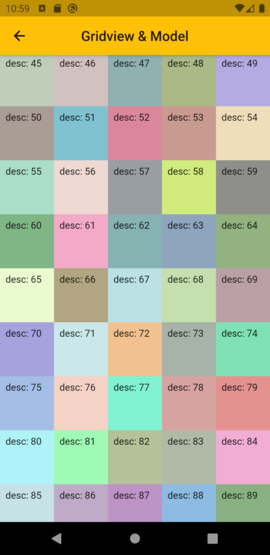 10:59
Gridview & Model
desc: 45 desc: 46 desc: 47 desc: 48 desc: 49
desc: 50 desc: 51 desc: 52 desc: 53 desc: 54
desc: 55 desc: 56 desc: 57 desc: 58 desc: 59
desc: 60 desc: 61 desc: 62 desc: 63 desc: 64
desc: 65 desc: 66 desc: 67 desc: 68 desc: 69
desc: 70 desc: 71 desc: 72 desc: 73 desc: 74
desc: 75 desc: 76 desc: 77 desc: 78 desc: 79
desc: 80 desc: 81 desc: 82 desc: 83 desc: 84
desc: 85 desc: 86 desc: 87 desc: 88 desc: 89